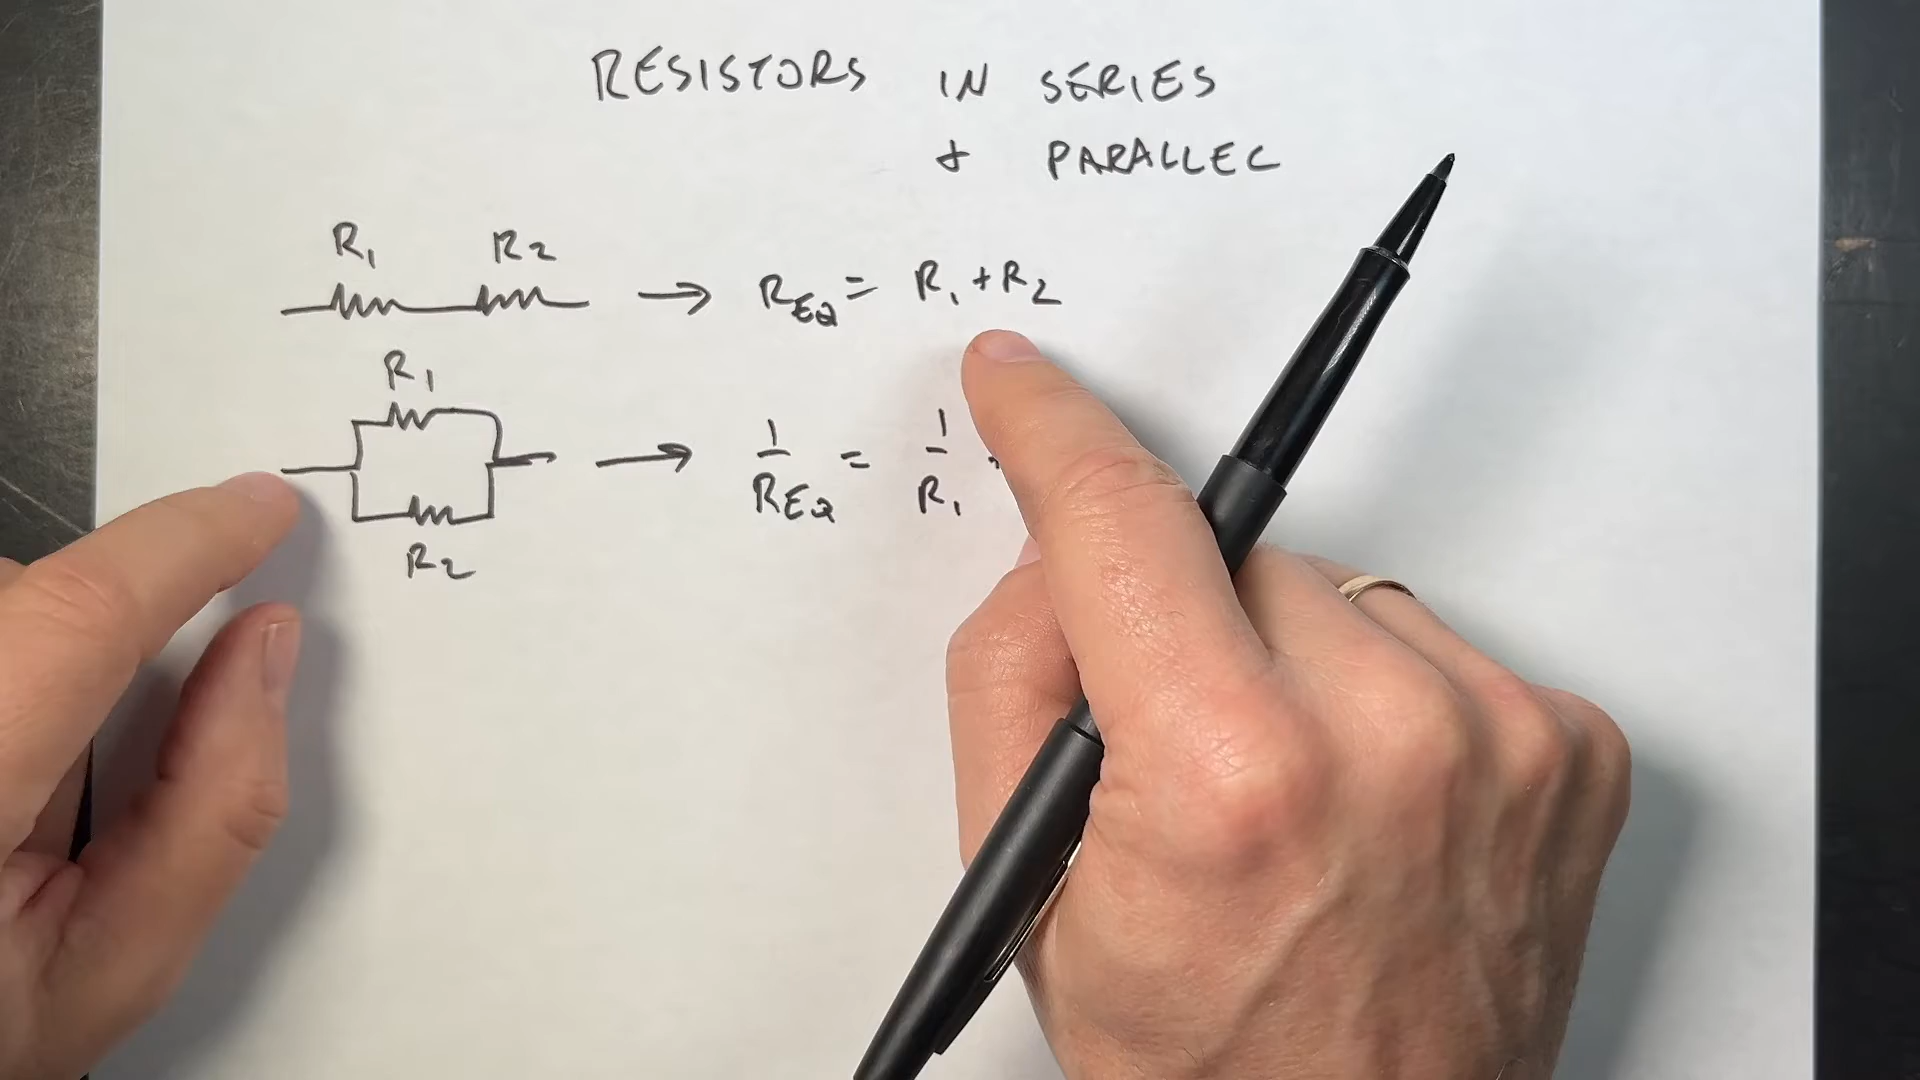 RESISTORS IN SERIES
+ PARALLEL
R1 R2
→ REQ = R1 + R2
R1
→ 1/REQ = 1/R1
R2